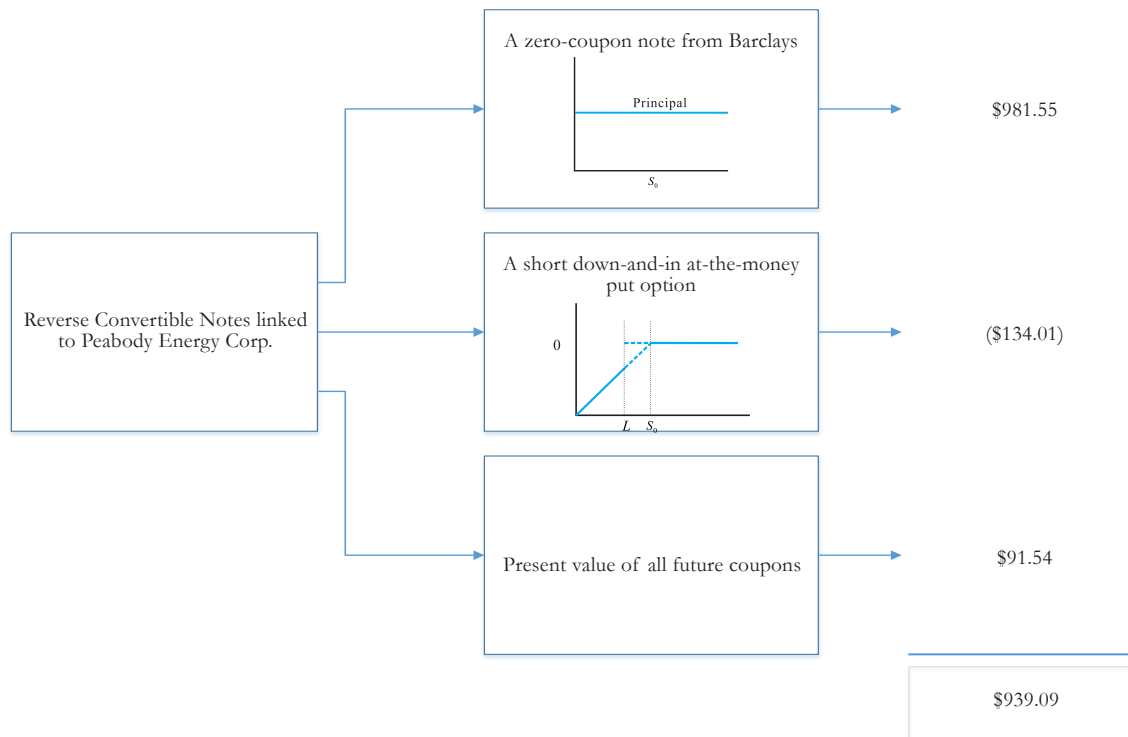 A zero-coupon note from Barclays
Principal
S₀
$981.55
Reverse Convertible Notes linked
to Peabody Energy Corp.
A short down-and-in at-the-money
put option
0
L S₀
($134.01)
Present value of all future coupons
$91.54
$939.09